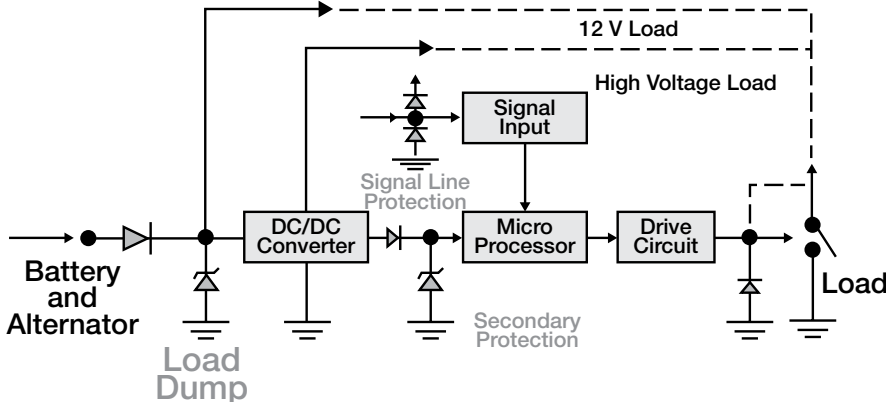 12 V Load
High Voltage Load
Signal
Input
Signal Line
Protection
DC/DC
Converter
Micro
Processor
Drive
Circuit
Battery
and
Alternator
Load
Secondary
Protection
Load
Dump